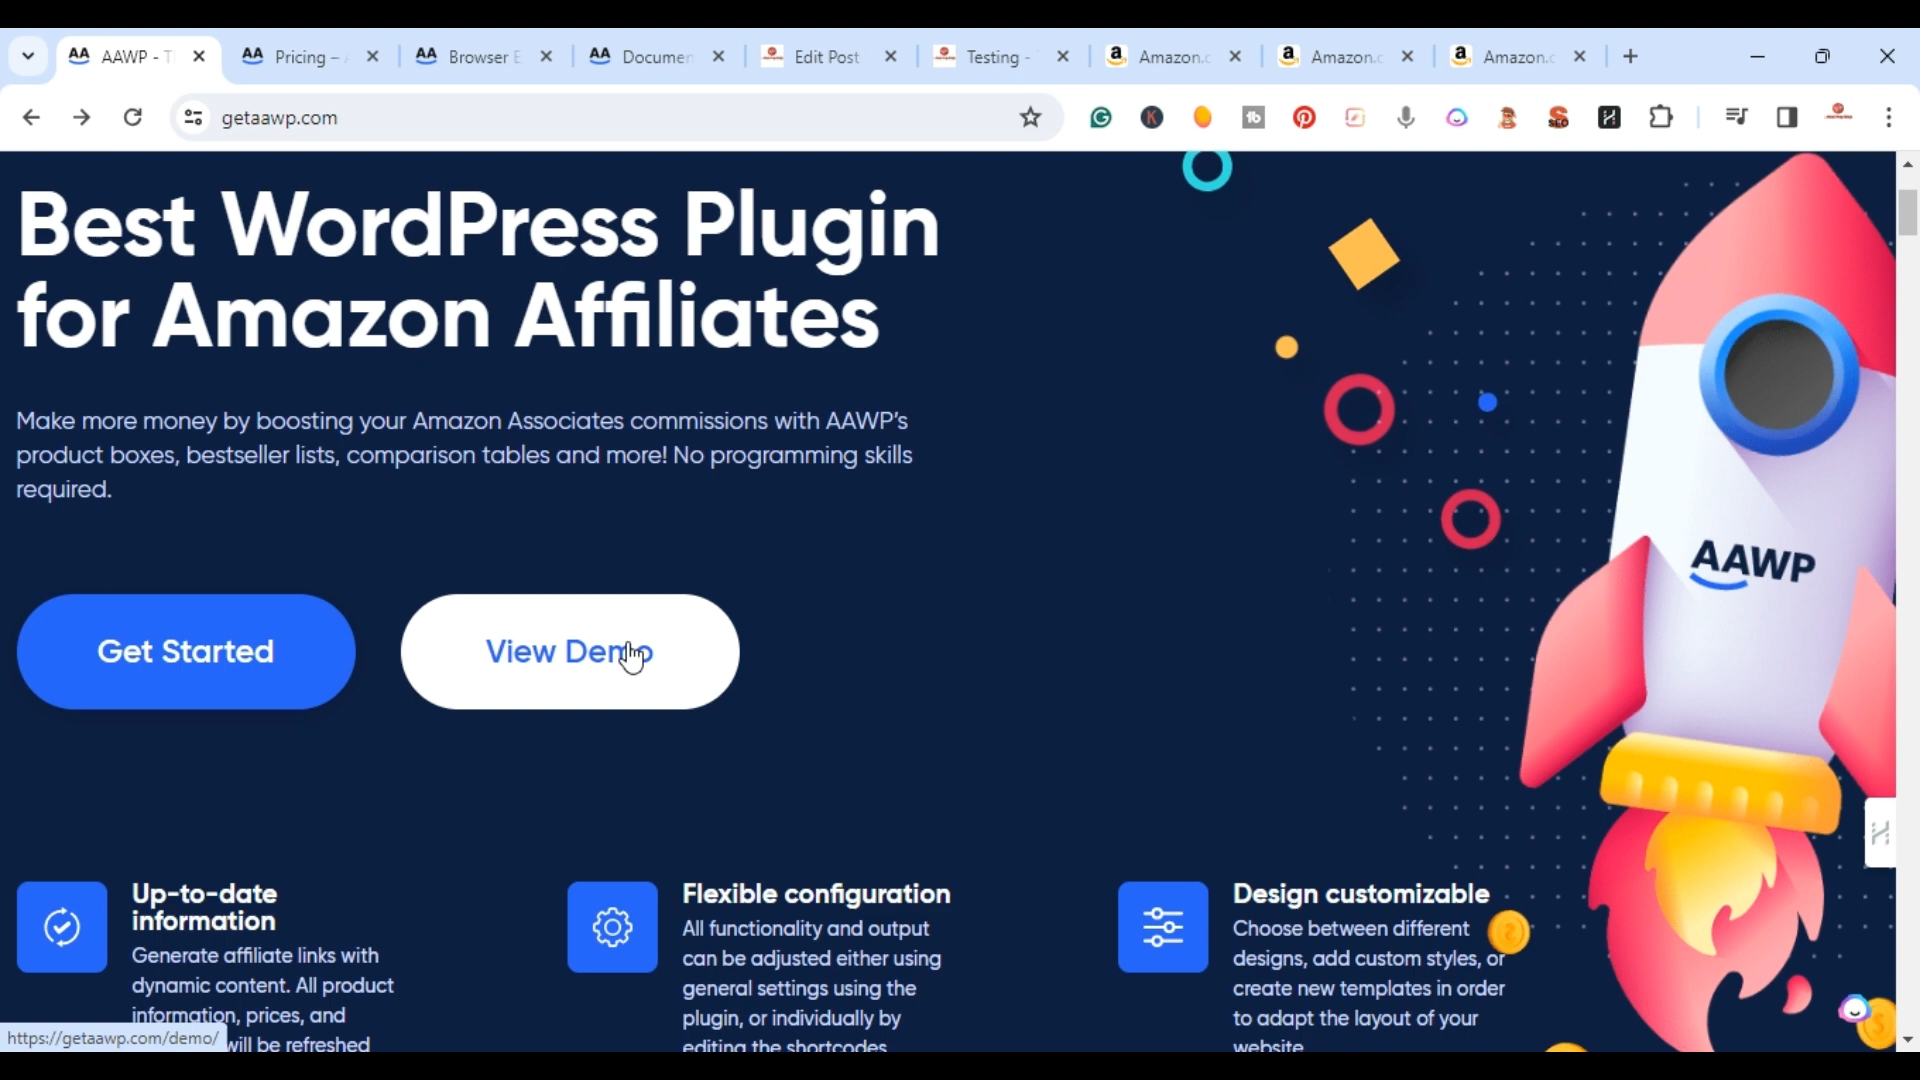 AA AAWP - T
AA Pricing –
AA Browser E
AA Documen
Edit Post
Testing -
a Amazon.c
a Amazon.c
a Amazon.c
getaawp.com
Best WordPress Plugin
for Amazon Affiliates
Make more money by boosting your Amazon Associates commissions with AAWP's
product boxes, bestseller lists, comparison tables and more! No programming skills
required.
AAWP
Get Started
View Demo
Up-to-date
information
Generate affiliate links with
dynamic content. All product
information, prices, and
will be refreshed
Flexible configuration
All functionality and output
can be adjusted either using
general settings using the
plugin, or individually by
editing the shortcodes
Design customizable
Choose between different
designs, add custom styles, or
create new templates in order
to adapt the layout of your
website
https://getaawp.com/demo/